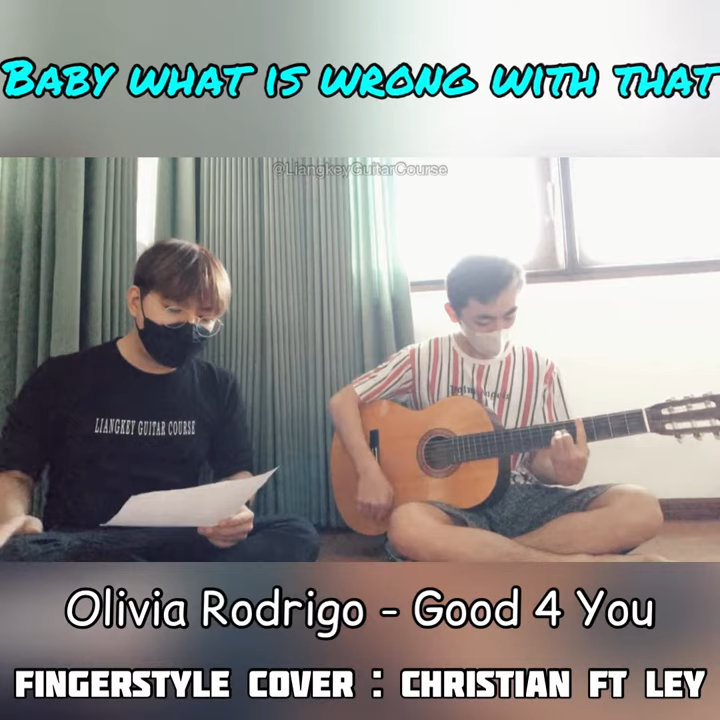 BABY WHAT IS WRONG WITH THAT
@LiangkeyGuitarCourse
LIANGKEY GUITAR COURSE
Olivia Rodrigo - Good 4 You
FINGERSTYLE COVER : CHRISTIAN FT LEY